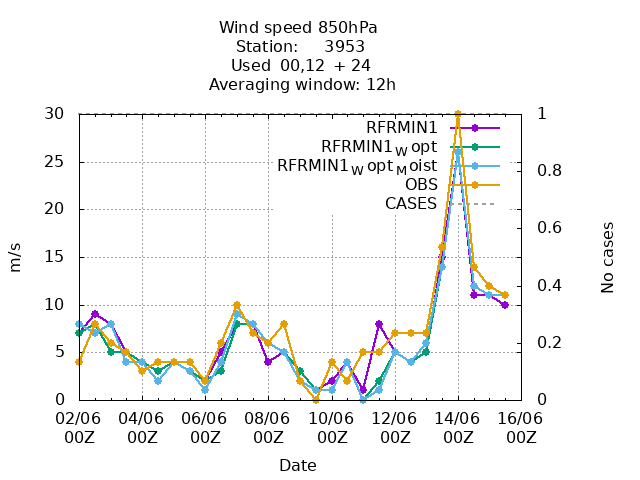 Wind speed 850hPa
Station: 3953
Used 00,12 + 24
Averaging window: 12h
30 1
RFRMIN1
RFRMIN1W opt
25
RFRMIN1W optM oist
0.8
OBS
CASES
20
0.6
15
m/s
No cases
0.4
10
0.2
5
0 0
02/06 04/06 06/06 08/06 10/06 12/06 14/06 16/06
00Z 00Z 00Z 00Z 00Z 00Z 00Z 00Z
Date